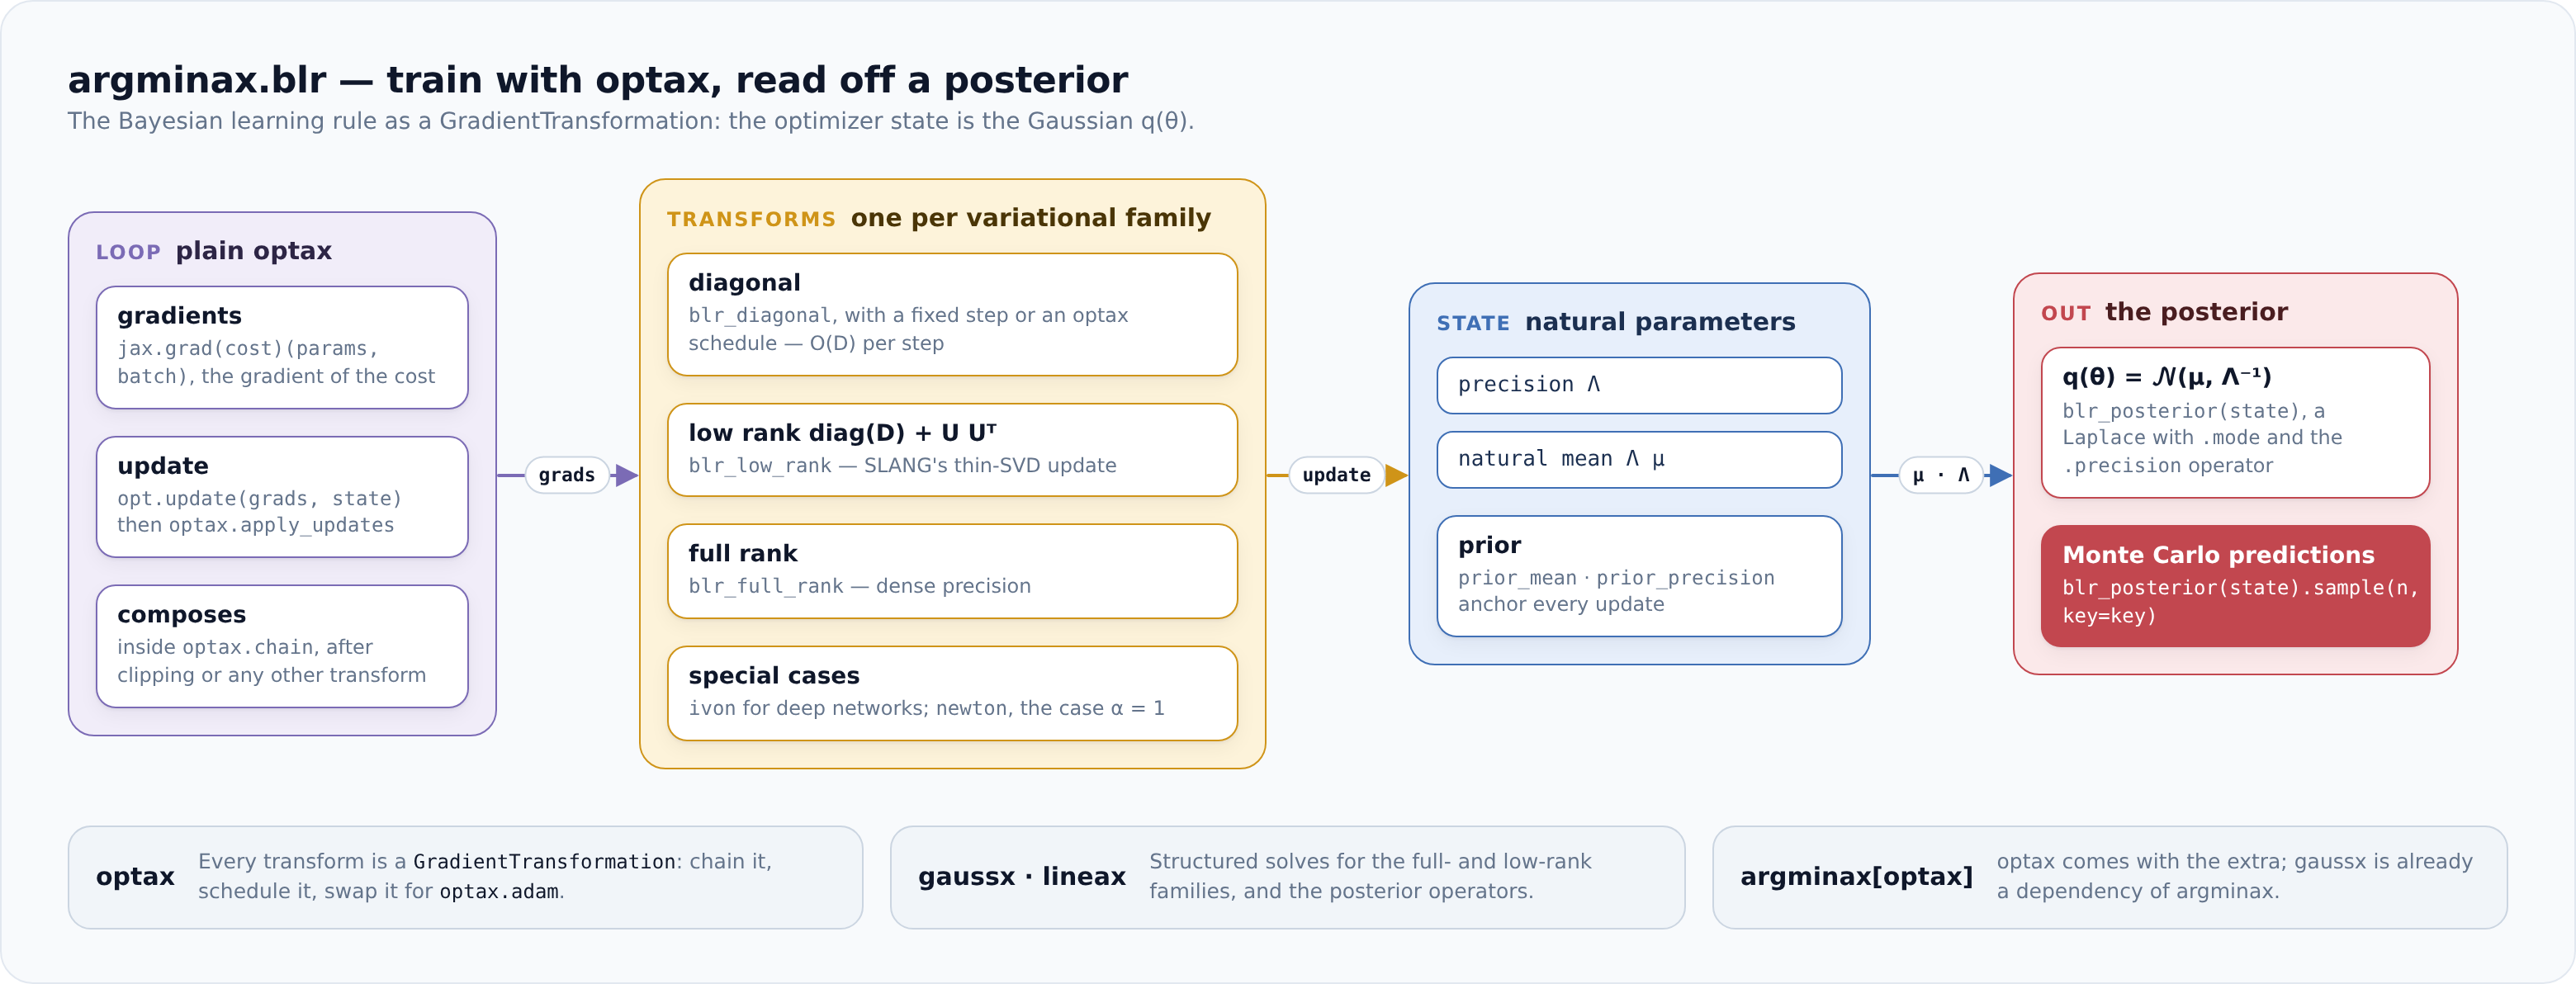 argminax.blr — train with optax, read off a posterior
The Bayesian learning rule as a GradientTransformation: the optimizer state is the Gaussian q(θ).
LOOP plain optax
gradients
jax.grad(cost)(params,
batch), the gradient of the cost
update
opt.update(grads, state)
then optax.apply_updates
composes
inside optax.chain, after
clipping or any other transform
grads
TRANSFORMS one per variational family
diagonal
blr_diagonal, with a fixed step or an optax
schedule — O(D) per step
low rank diag(D) + U Uᵀ
blr_low_rank — SLANG's thin-SVD update
full rank
blr_full_rank — dense precision
special cases
ivon for deep networks; newton, the case α = 1
update
STATE natural parameters
precision Λ
natural mean Λ μ
prior
prior_mean · prior_precision
anchor every update
μ · Λ
OUT the posterior
q(θ) = 𝒩(μ, Λ⁻¹)
blr_posterior(state), a
Laplace with .mode and the
.precision operator
Monte Carlo predictions
blr_posterior(state).sample(n,
key=key)
optax
Every transform is a GradientTransformation: chain it,
schedule it, swap it for optax.adam.
gaussx · lineax
Structured solves for the full- and low-rank
families, and the posterior operators.
argminax[optax]
optax comes with the extra; gaussx is already
a dependency of argminax.